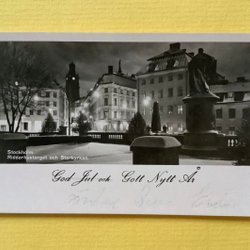 Stockholm
Riddarhustorget och Storkyrkan
God Jul och Gott Nytt År